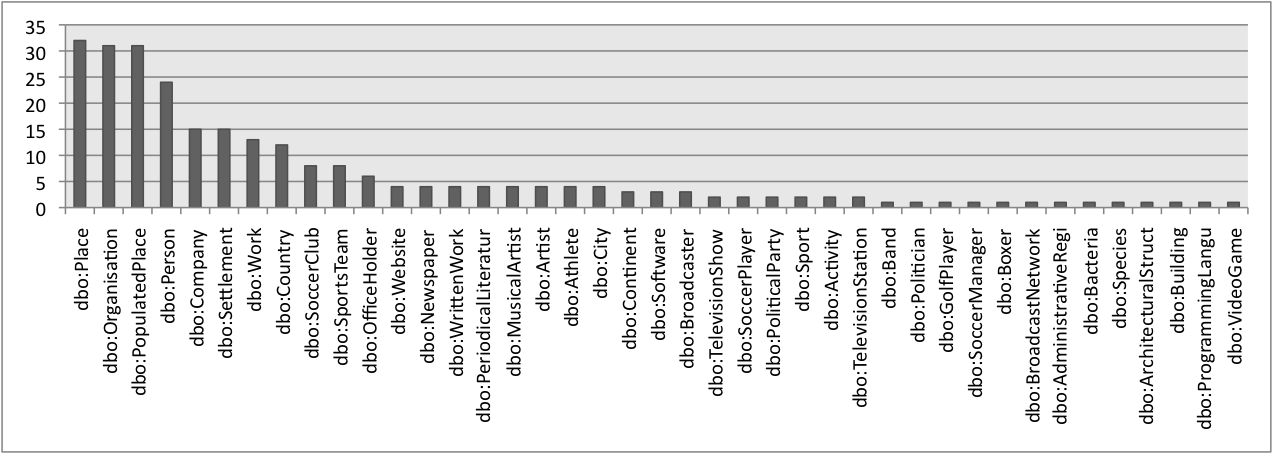 35
30
25
20
15
10
5
0
dbo:Place
dbo:Organisation
dbo:PopulatedPlace
dbo:Person
dbo:Company
dbo:Settlement
dbo:Work
dbo:Country
dbo:SoccerClub
dbo:SportsTeam
dbo:OfficeHolder
dbo:Website
dbo:Newspaper
dbo:WrittenWork
dbo:PeriodicalLiteratur
dbo:MusicalArtist
dbo:Artist
dbo:Athlete
dbo:City
dbo:Continent
dbo:Software
dbo:Broadcaster
dbo:TelevisionShow
dbo:SoccerPlayer
dbo:PoliticalParty
dbo:Sport
dbo:Activity
dbo:TelevisionStation
dbo:Band
dbo:Politician
dbo:GolfPlayer
dbo:SoccerManager
dbo:Boxer
dbo:BroadcastNetwork
dbo:AdministrativeRegi
dbo:Bacteria
dbo:Species
dbo:ArchitecturalStruct
dbo:Building
dbo:ProgrammingLangu
dbo:VideoGame